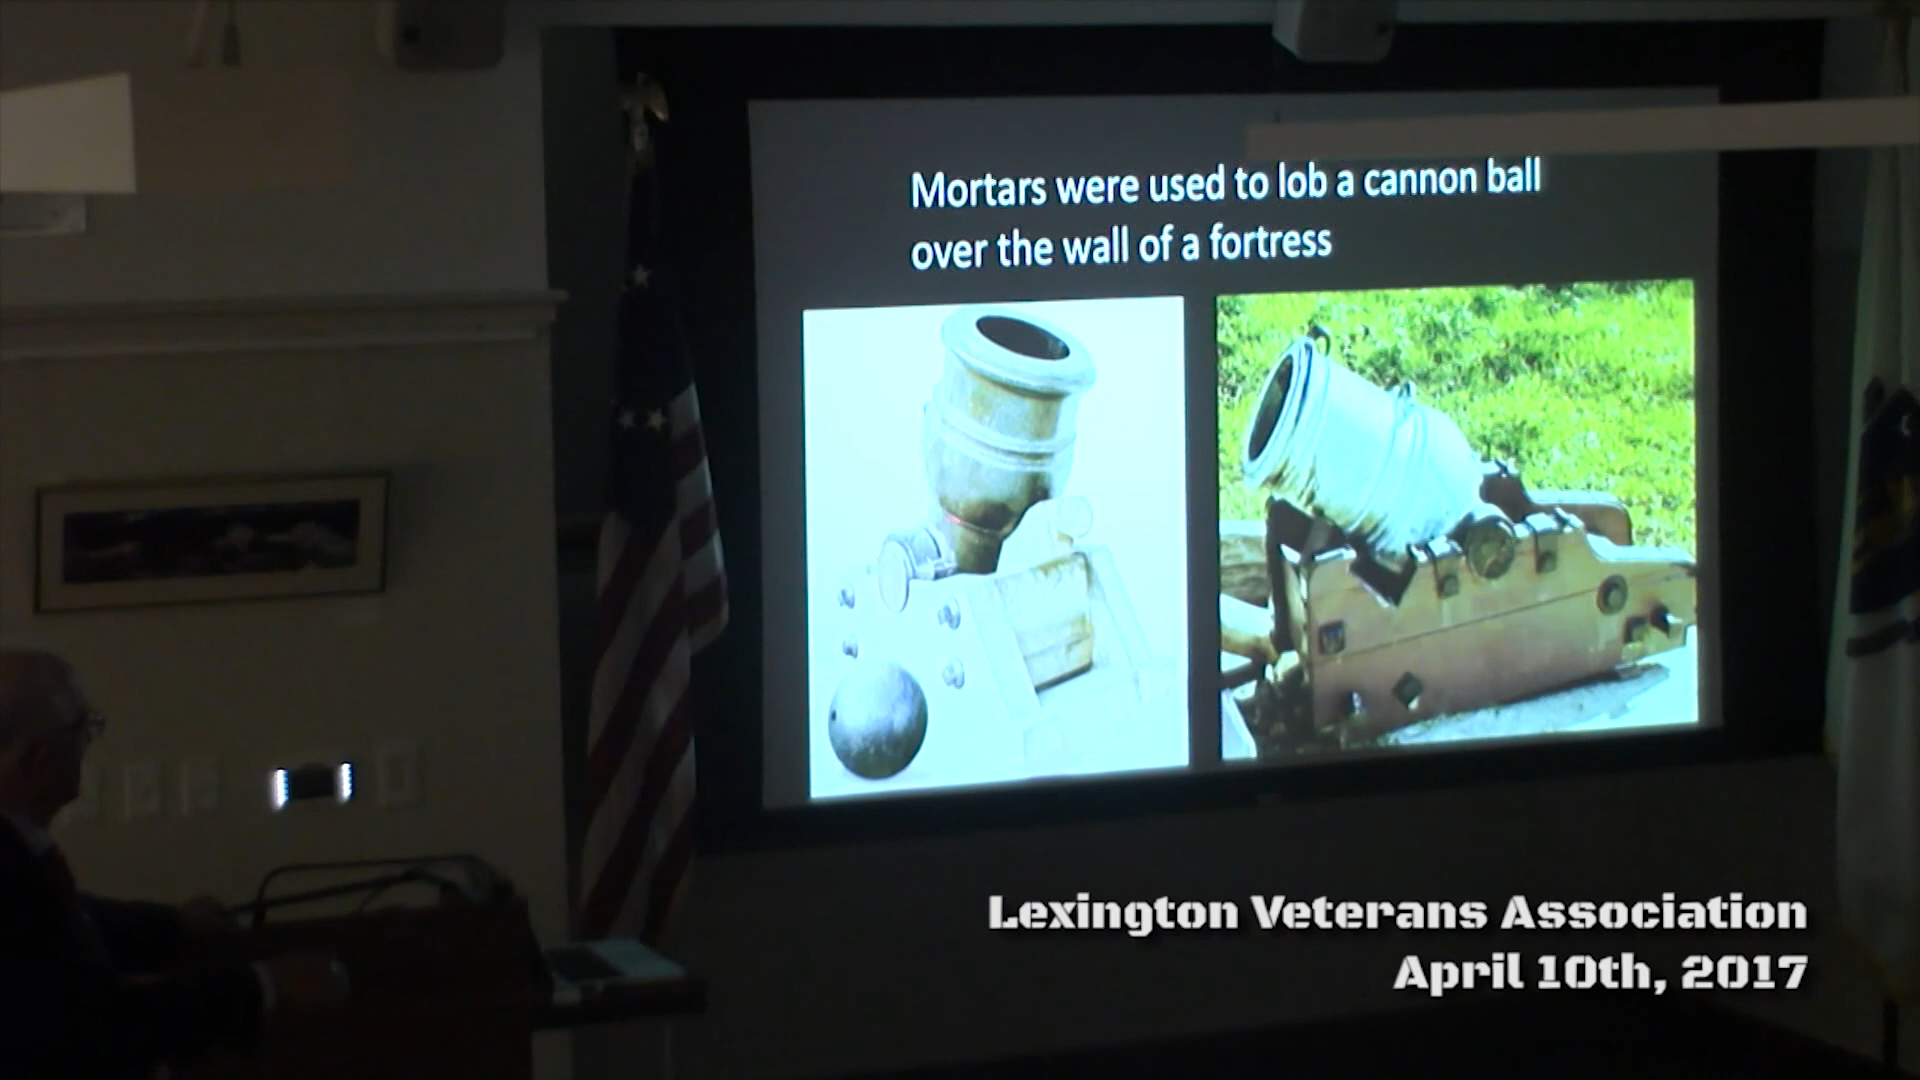 Mortars were used to lob a cannon ball
over the wall of a fortress
Lexington Veterans Association
April 10th, 2017